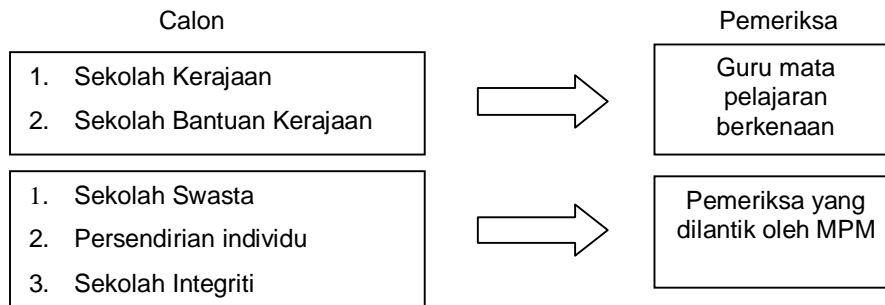 Calon
Pemeriksa
1. Sekolah Kerajaan
2. Sekolah Bantuan Kerajaan
Guru mata
pelajaran
berkenaan
1. Sekolah Swasta
2. Persendirian individu
3. Sekolah Integriti
Pemeriksa yang
dilantik oleh MPM